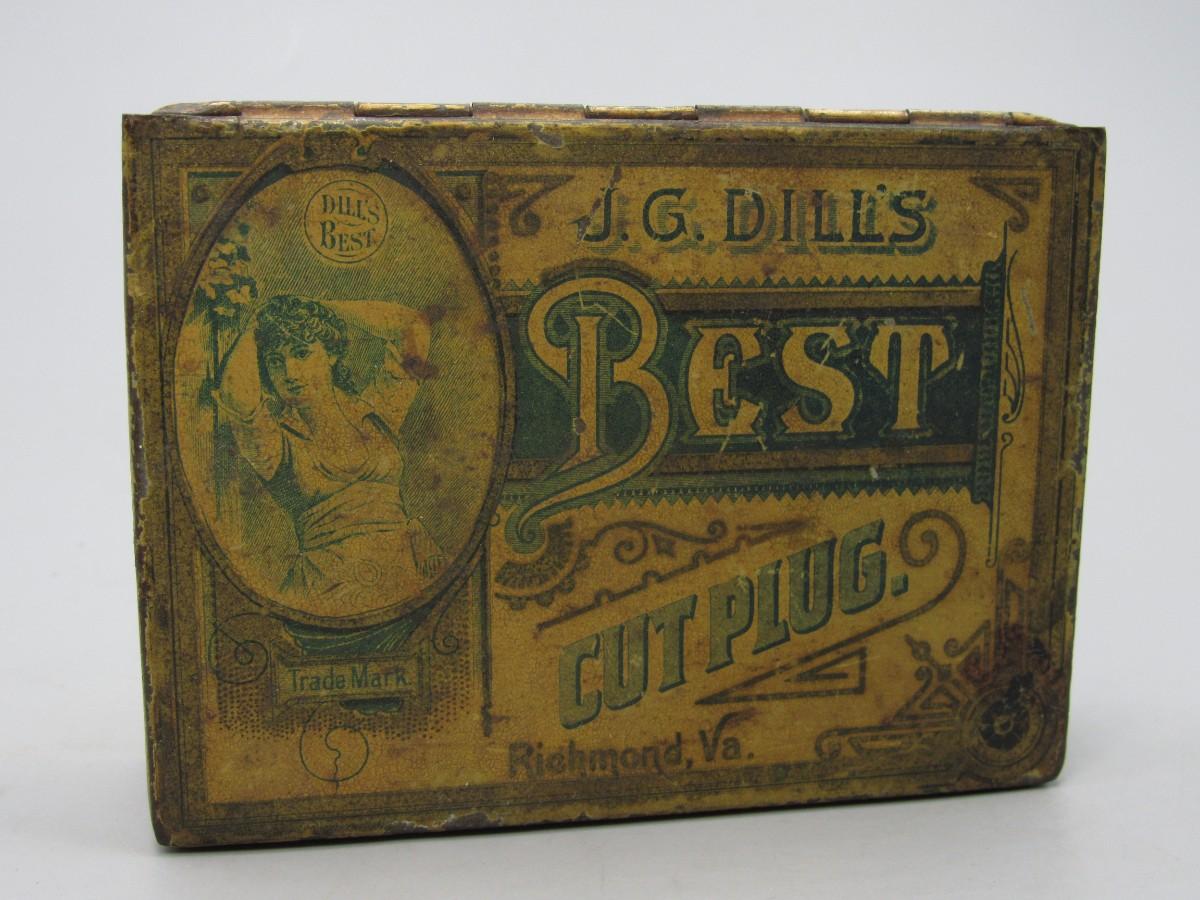 DILL'S
BEST
J.G. DILL'S
BEST
CUT PLUG.
Trade Mark.
Richmond, Va.